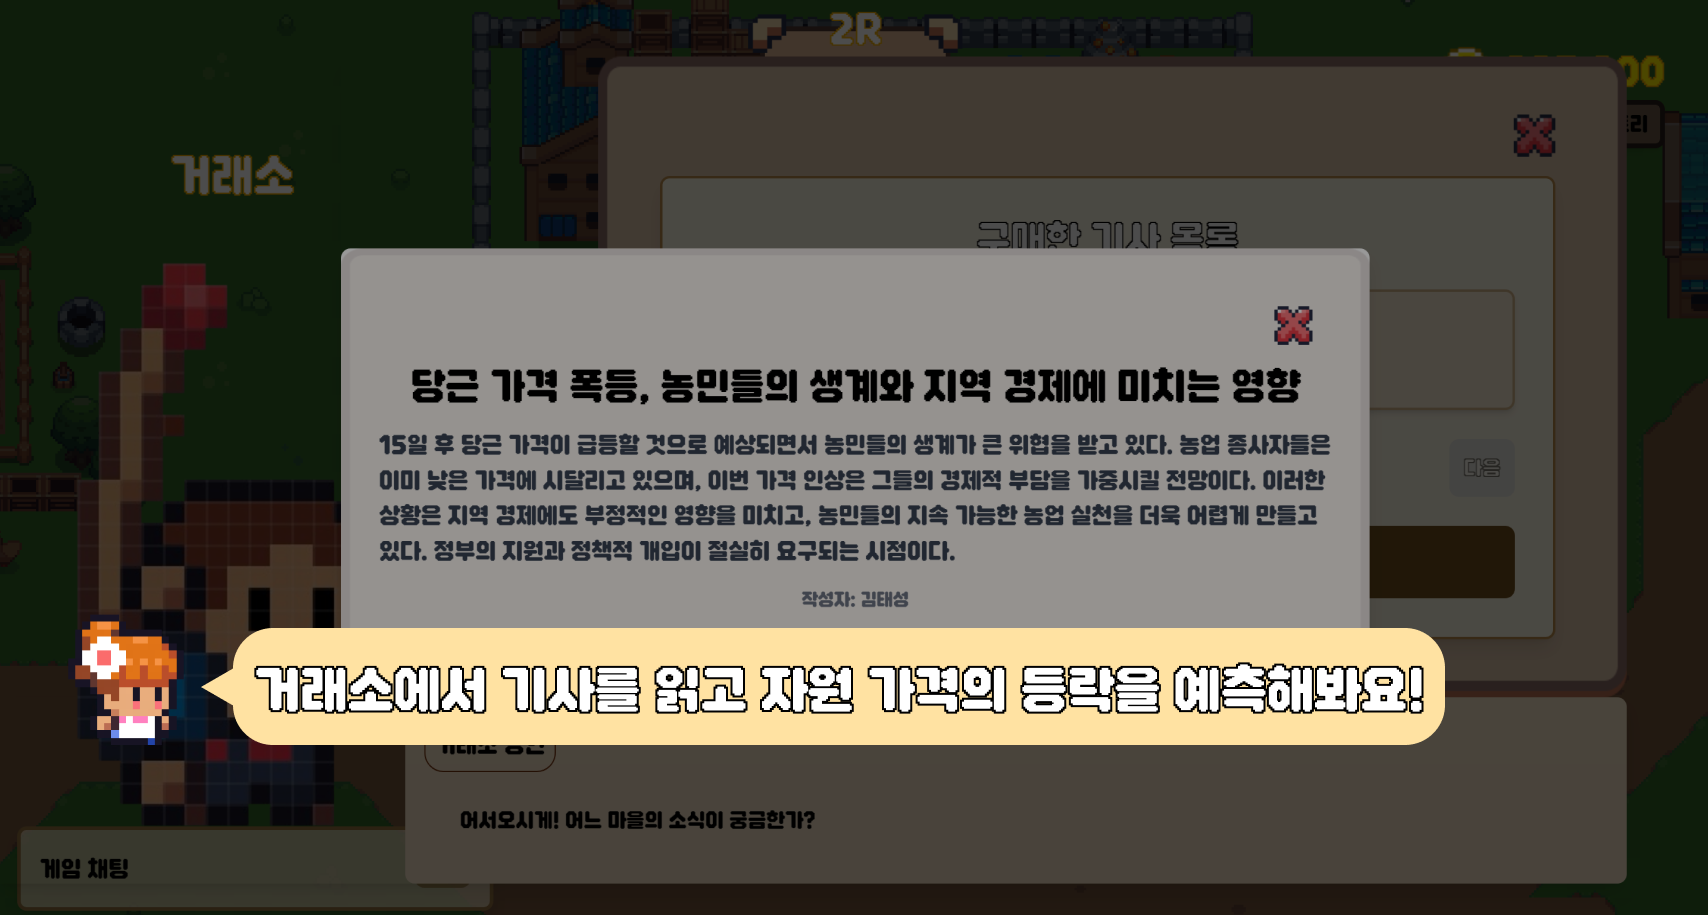 2R
00
리
거래소
구매한 기사 목록
당근 가격 폭등, 농민들의 생계와 지역 경제에 미치는 영향
15일 후 당근 가격이 급등할 것으로 예상되면서 농민들의 생계가 큰 위협을 받고 있다. 농업 종사자들은
이미 낮은 가격에 시달리고 있으며, 이번 가격 인상은 그들의 경제적 부담을 가중시킬 전망이다. 이러한
상황은 지역 경제에도 부정적인 영향을 미치고, 농민들의 지속 가능한 농업 실천을 더욱 어렵게 만들고
있다. 정부의 지원과 정책적 개입이 절실히 요구되는 시점이다.
다음
작성자: 김태성
거래소에서 기사를 읽고 자원 가격의 등락을 예측해봐요!
어서오시게! 어느 마을의 소식이 궁금한가?
게임 채팅